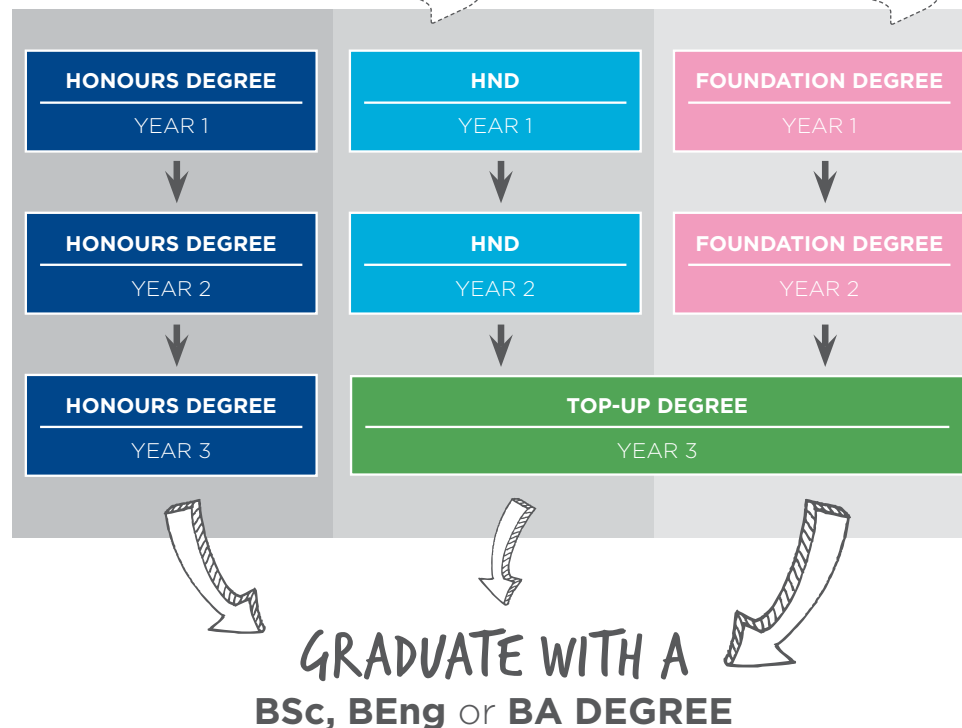 HONOURS DEGREE
YEAR 1
HND
YEAR 1
FOUNDATION DEGREE
YEAR 1
HONOURS DEGREE
YEAR 2
HND
YEAR 2
FOUNDATION DEGREE
YEAR 2
HONOURS DEGREE
YEAR 3
TOP-UP DEGREE
YEAR 3
GRADUATE WITH A
BSc, BEng or BA DEGREE